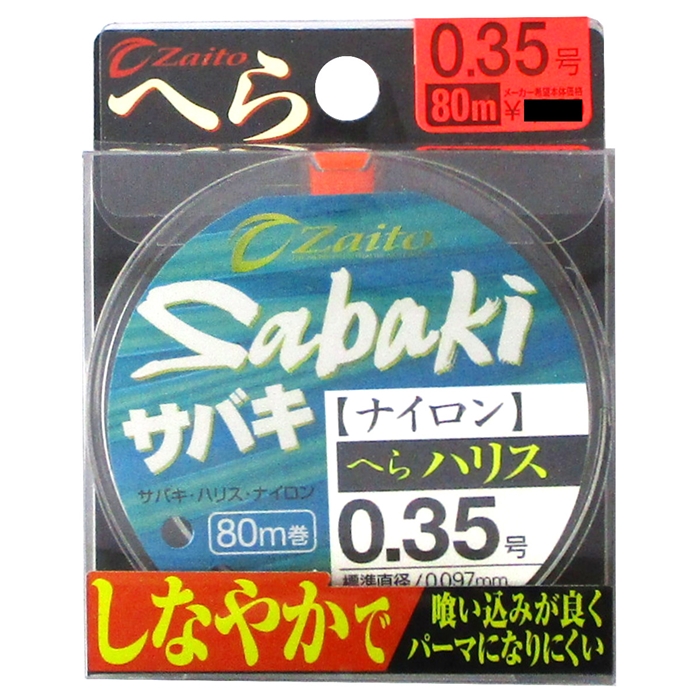 Zaito
へら
0.35号
80m
メーカー希望本体価格
¥
Zaito
Sabaki
サバキ
【ナイロン】
へらハリス
サバキ・ハリス・ナイロン
80m巻
0.35号
標準直径/0.097mm
しなやかで
喰い込みが良く
パーマになりにくい